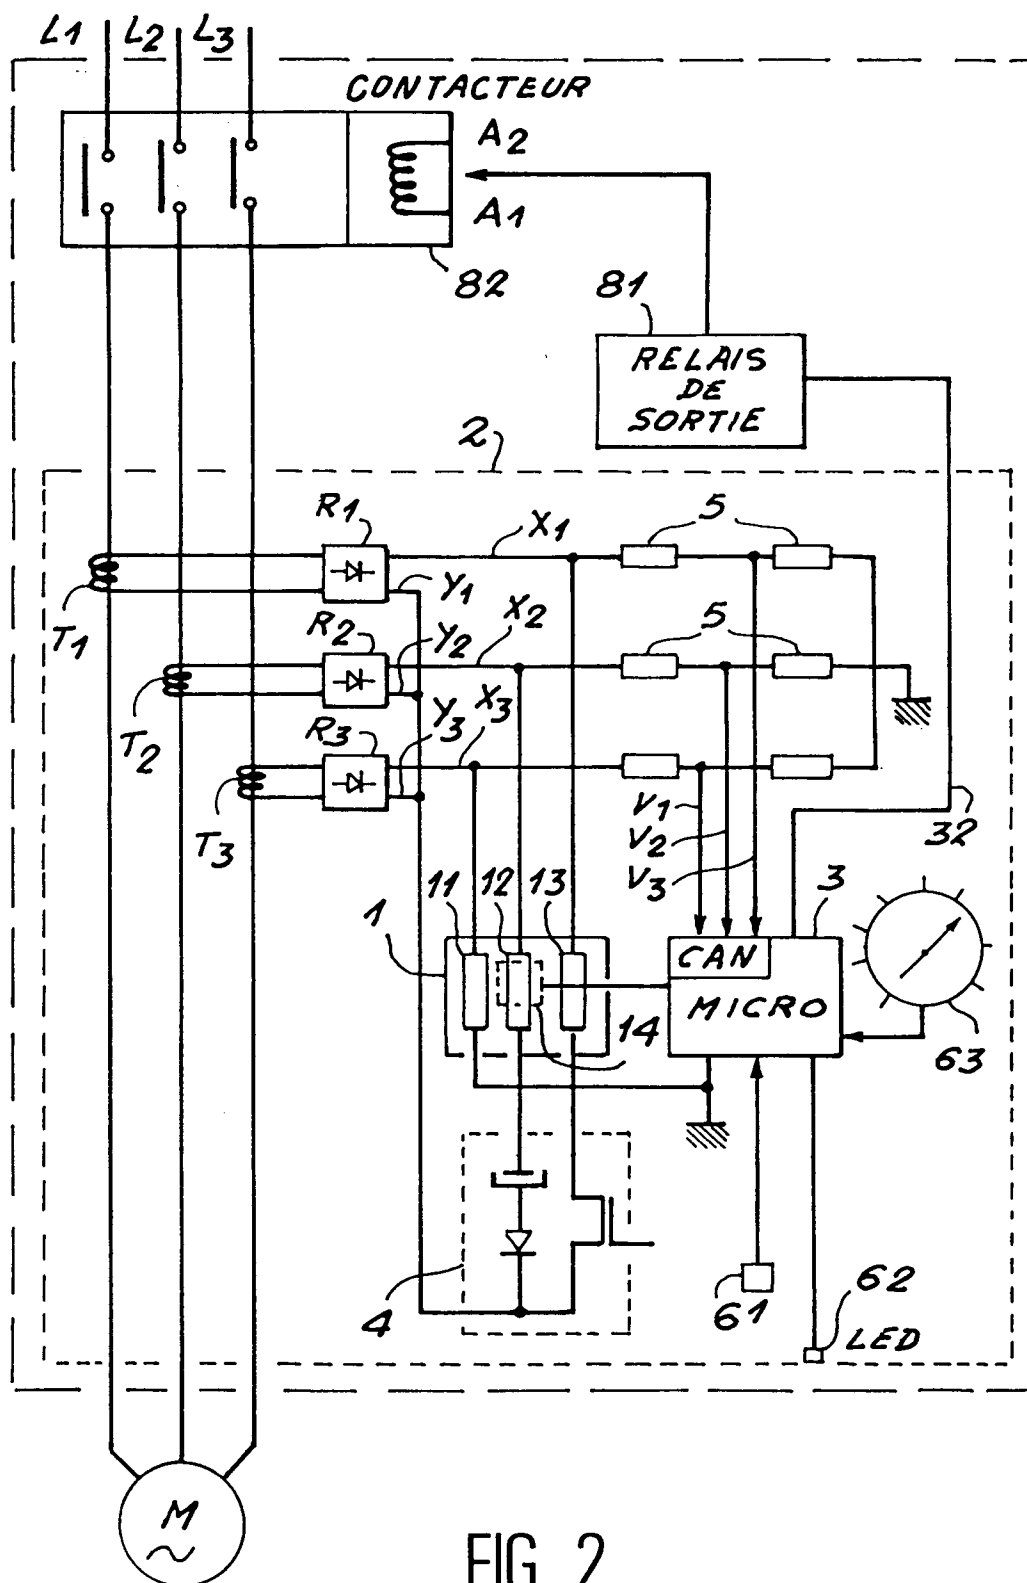 L1 L2 L3
CONTACTEUR
A2
A1
82
81
RELAIS
DE
SORTIE
2
R1
X1
5
T1
Y1
R2
Y2
X2
5
T2
R3
Y3
X3
T3
V1
V2
V3
32
1
11
12
13
3
CAN
MICRO
14
63
4
61
62
LED
M
FIG_2